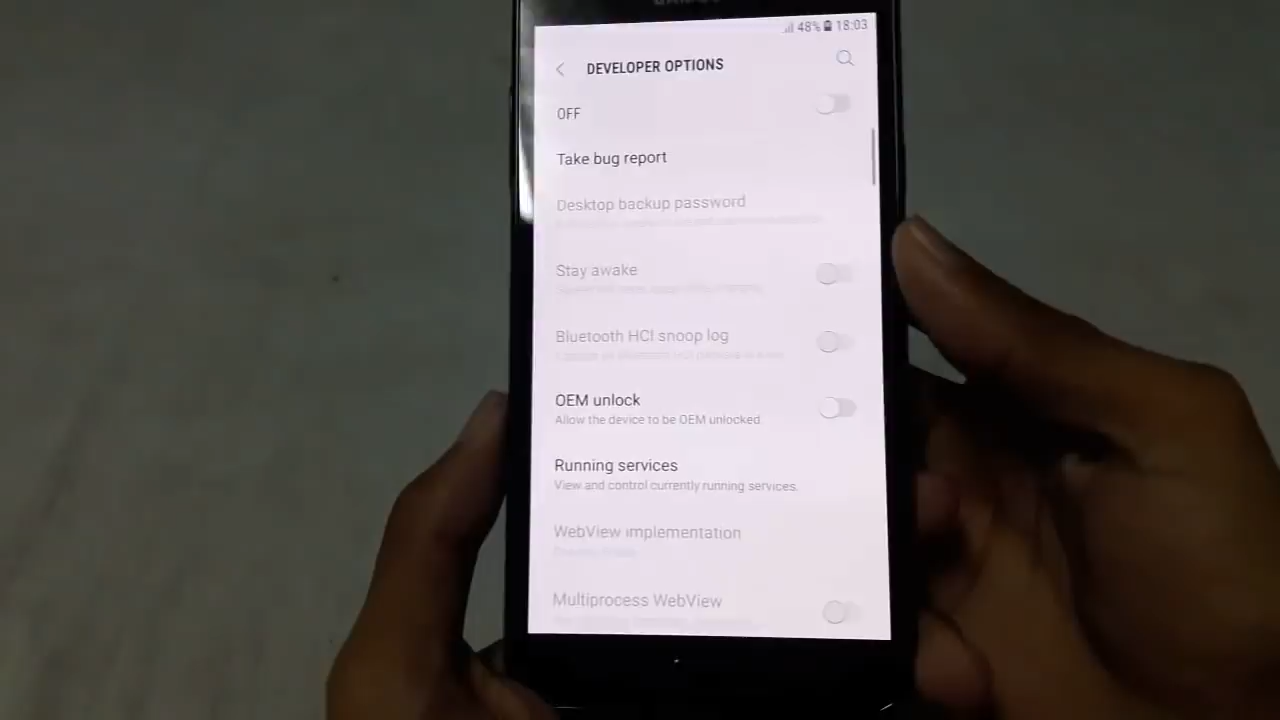 48% 18:03
DEVELOPER OPTIONS
OFF
Take bug report
Desktop backup password
Stay awake
Bluetooth HCI snoop log
OEM unlock
Allow the device to be OEM unlocked.
Running services
View and control currently running services.
WebView implementation
Multiprocess WebView